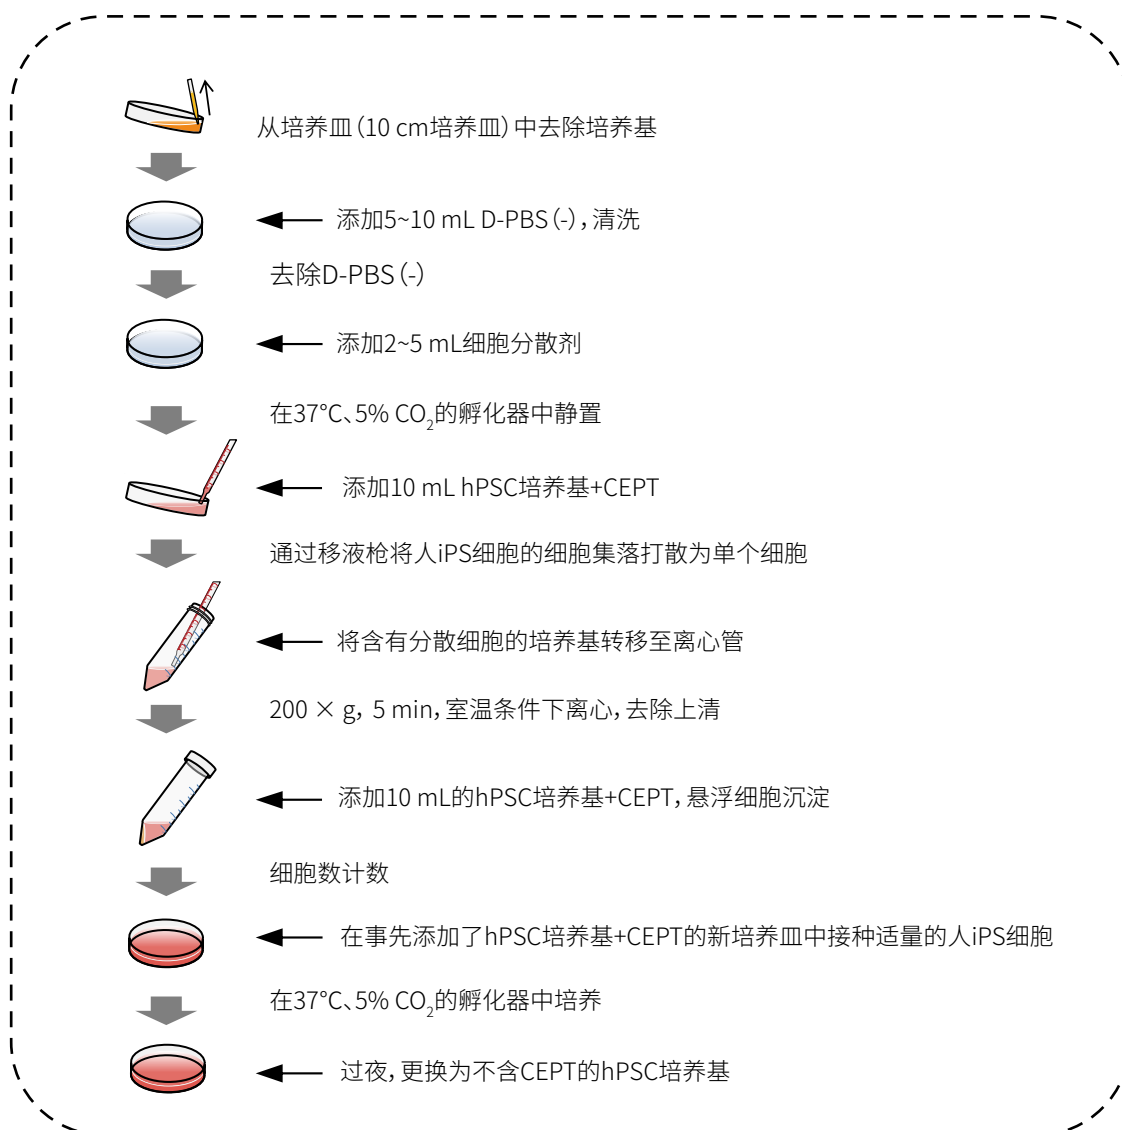 从培养皿（10 cm培养皿）中去除培养基
添加5~10 mL D-PBS（-），清洗
去除D-PBS（-）
添加2~5 mL细胞分散剂
在37°C、5% CO₂的孵化器中静置
添加10 mL hPSC培养基+CEPT
通过移液枪将人iPS细胞的细胞集落打散为单个细胞
将含有分散细胞的培养基转移至离心管
200 × g，5 min，室温条件下离心，去除上清
添加10 mL的hPSC培养基+CEPT，悬浮细胞沉淀
细胞数计数
在事先添加了hPSC培养基+CEPT的新培养皿中接种适量的人iPS细胞
在37°C、5% CO₂的孵化器中培养
过夜，更换为不含CEPT的hPSC培养基